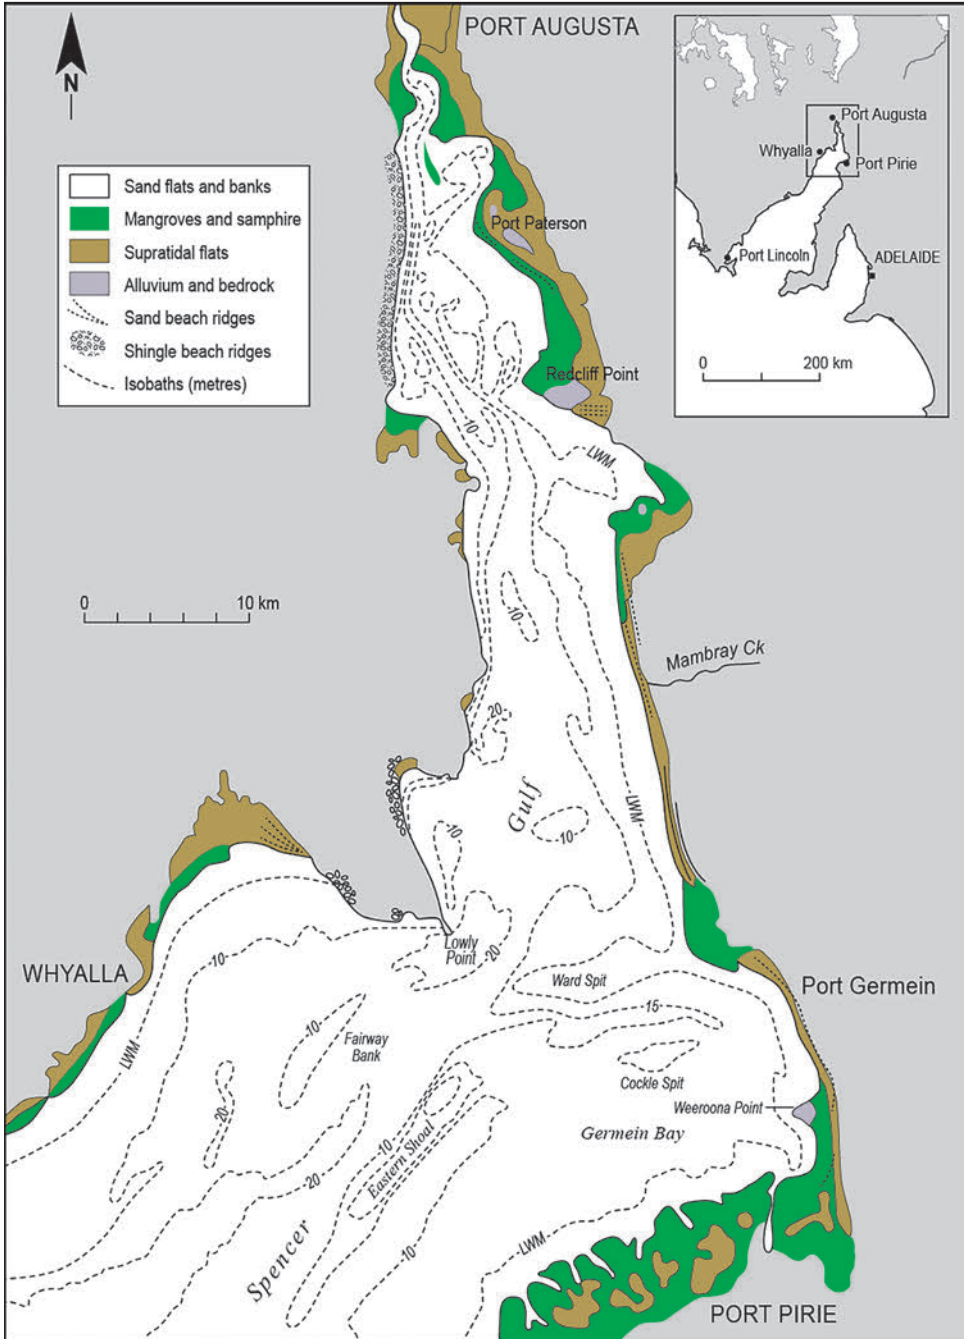 PORT AUGUSTA
N
Sand flats and banks
Mangroves and samphire
Supratidal flats
Alluvium and bedrock
Sand beach ridges
Shingle beach ridges
Isobaths (metres)
Port Augusta
Whyalla
Port Pirie
Port Lincoln
ADELAIDE
0 200 km
Port Paterson
Redcliff Point
10
LWM
0 10 km
10
Mambray Ck
20
Gulf
LWM
10
10
Lowly
Point
20
WHYALLA
10
Ward Spit
Port Germein
15
LWM
10
Fairway
Bank
Cockle Spit
20
Weeroona Point
10
Germein Bay
Eastern Shoal
20
Spencer
10
LWM
PORT PIRIE